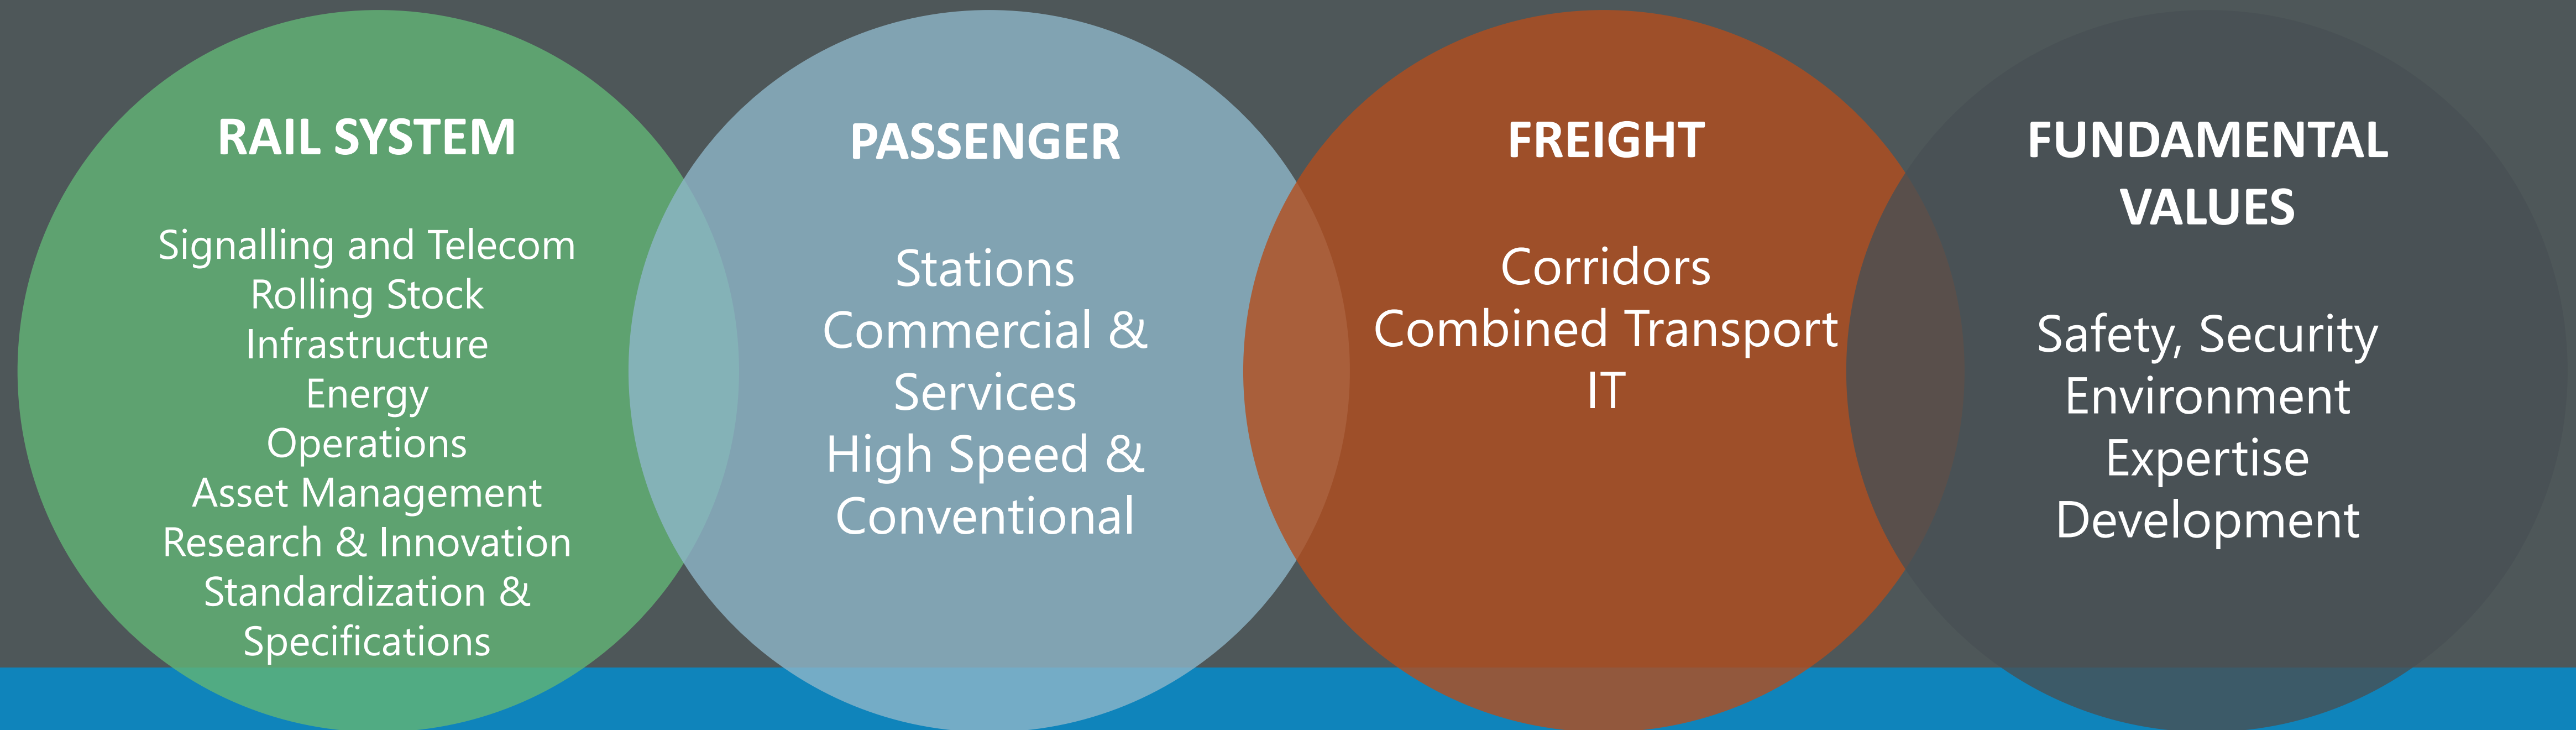 RAIL SYSTEM
Signalling and Telecom
Rolling Stock
Infrastructure
Energy
Operations
Asset Management
Research & Innovation
Standardization &
Specifications
PASSENGER
Stations
Commercial &
Services
High Speed &
Conventional
FREIGHT
Corridors
Combined Transport
IT
FUNDAMENTAL
VALUES
Safety, Security
Environment
Expertise
Development